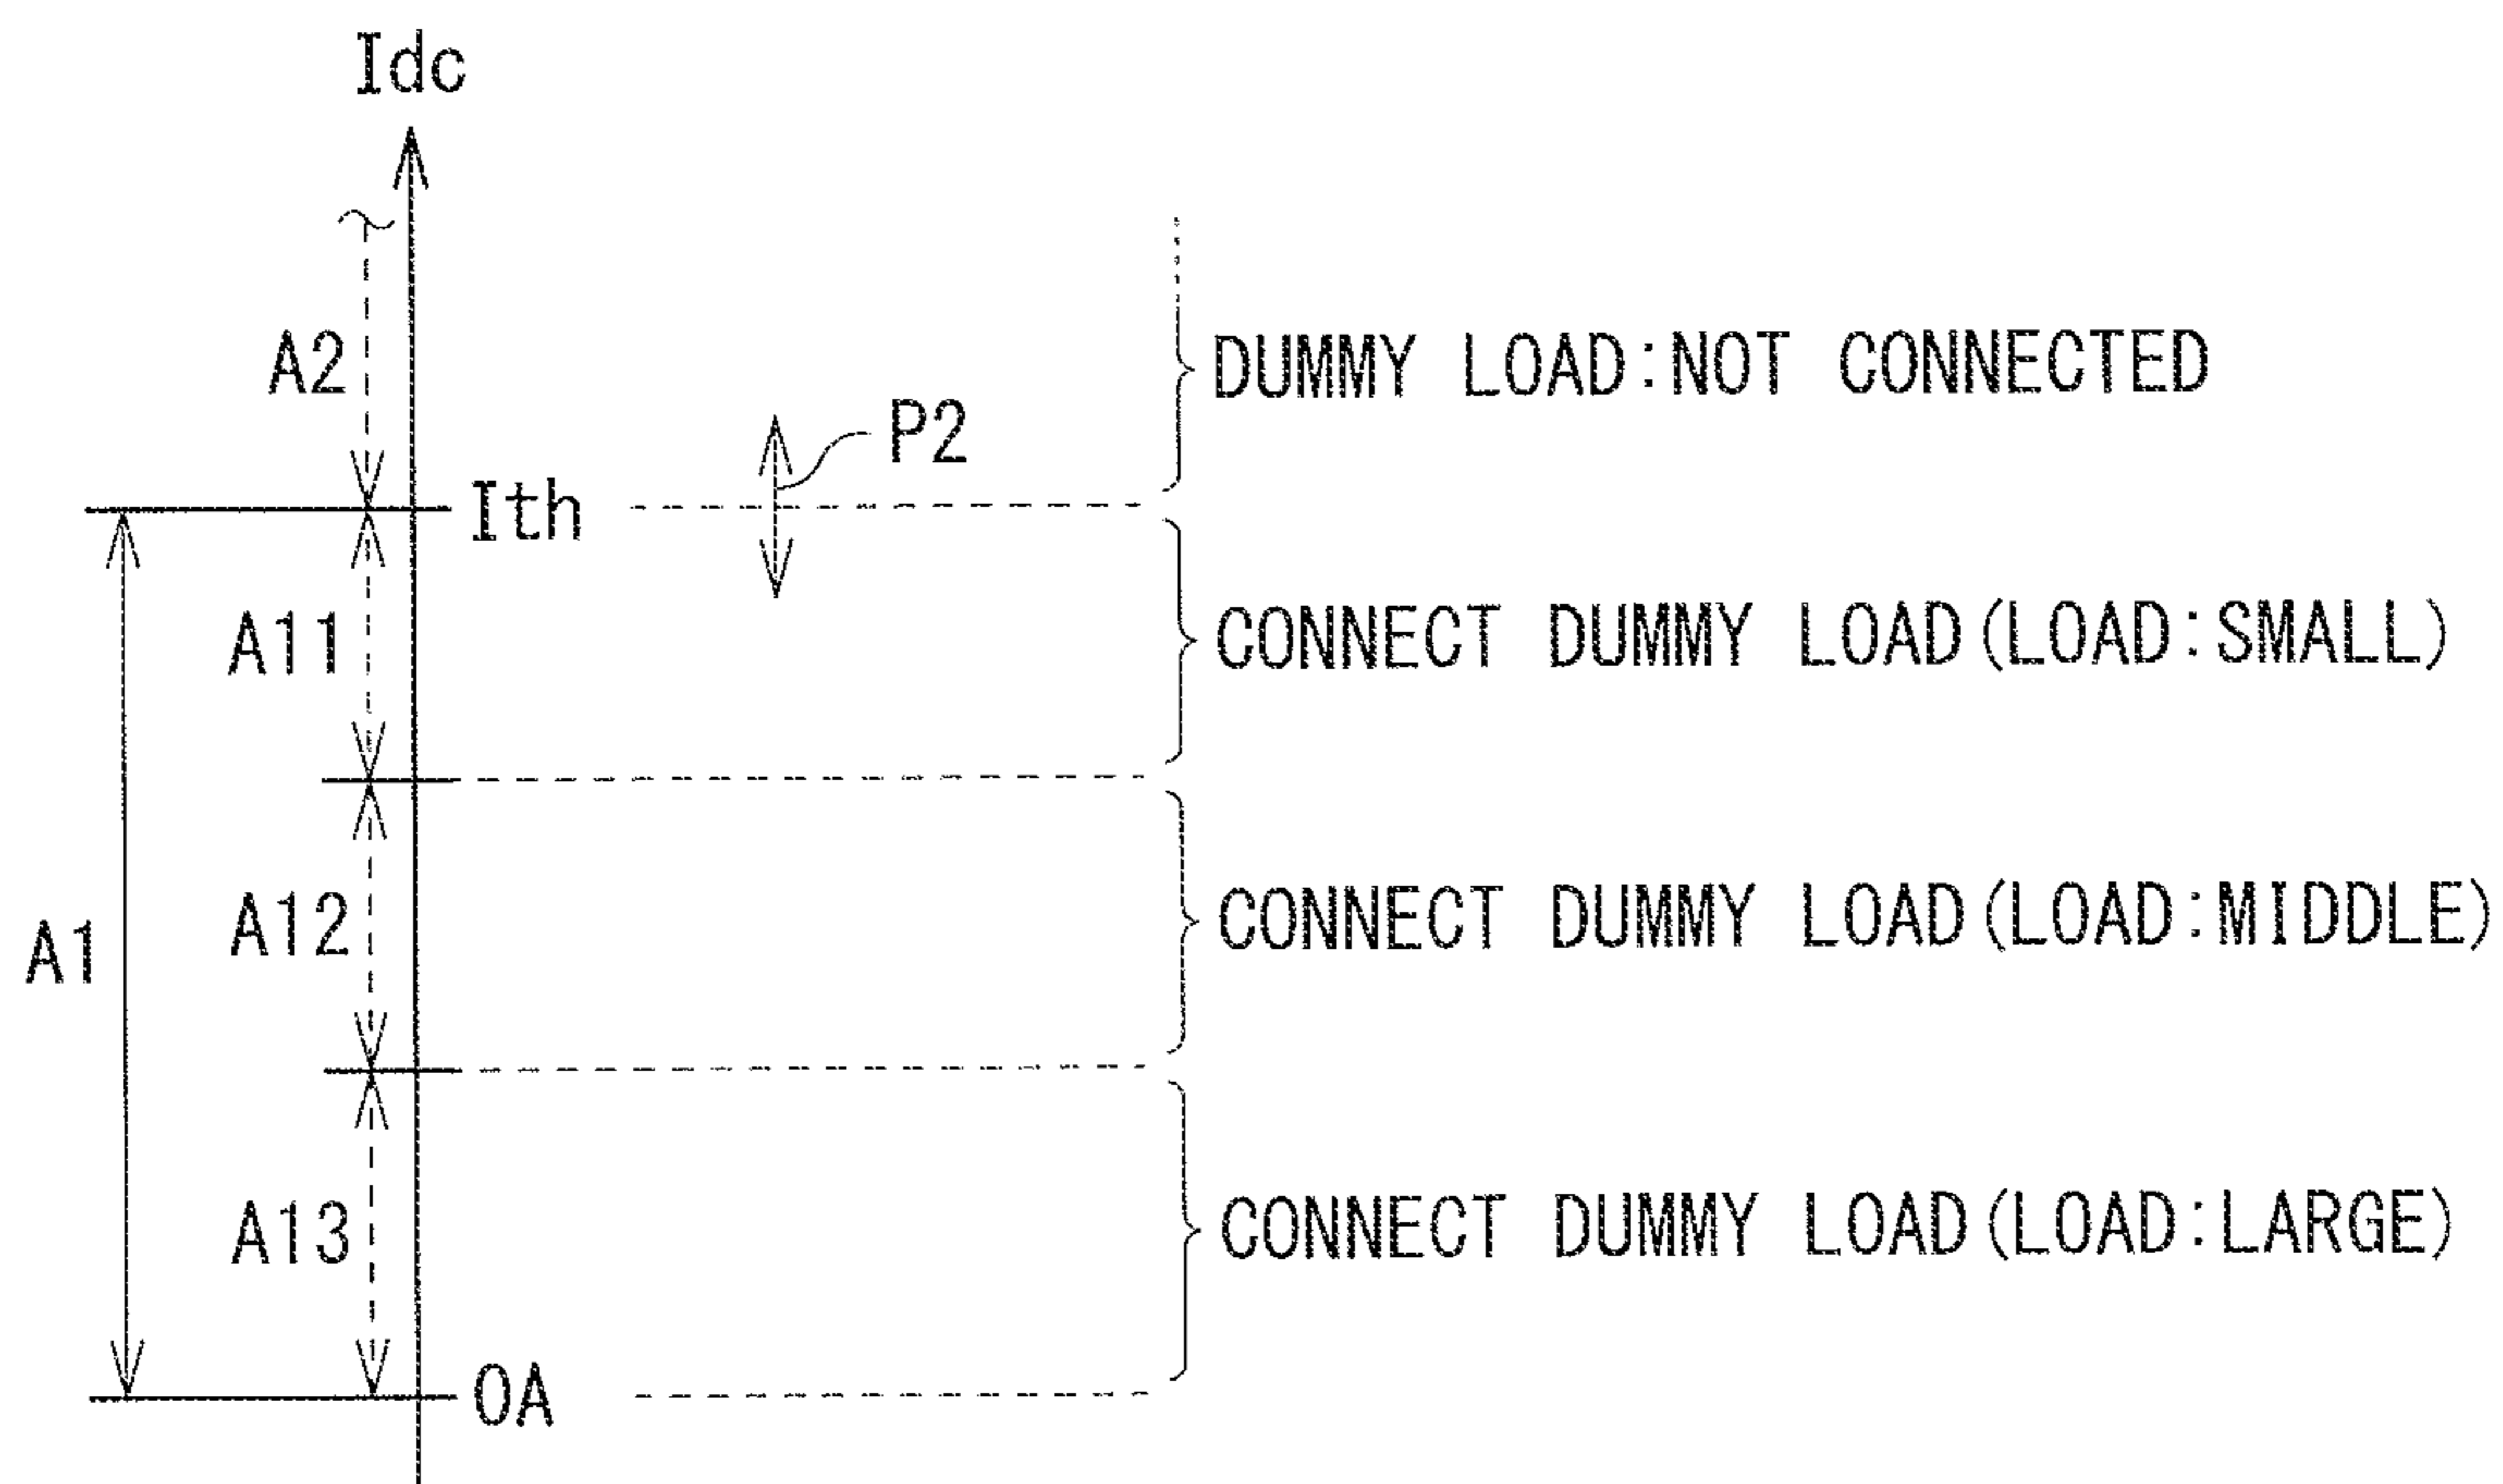 Idc
A2
DUMMY LOAD:NOT CONNECTED
P2
Ith
A11
CONNECT DUMMY LOAD(LOAD:SMALL)
A12
CONNECT DUMMY LOAD(LOAD:MIDDLE)
A1
A13
CONNECT DUMMY LOAD(LOAD:LARGE)
0A